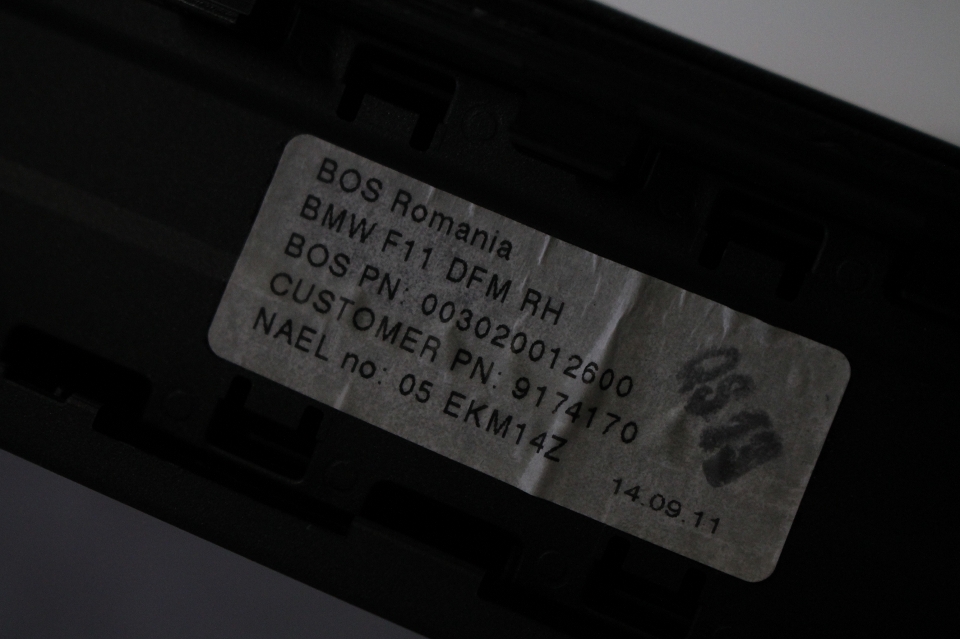 BOS Romania
BMW F11 DFM RH
BOS PN: 003020012600
CUSTOMER PN: 9174170
NAEL no: 05 EKM14Z
14.09.11